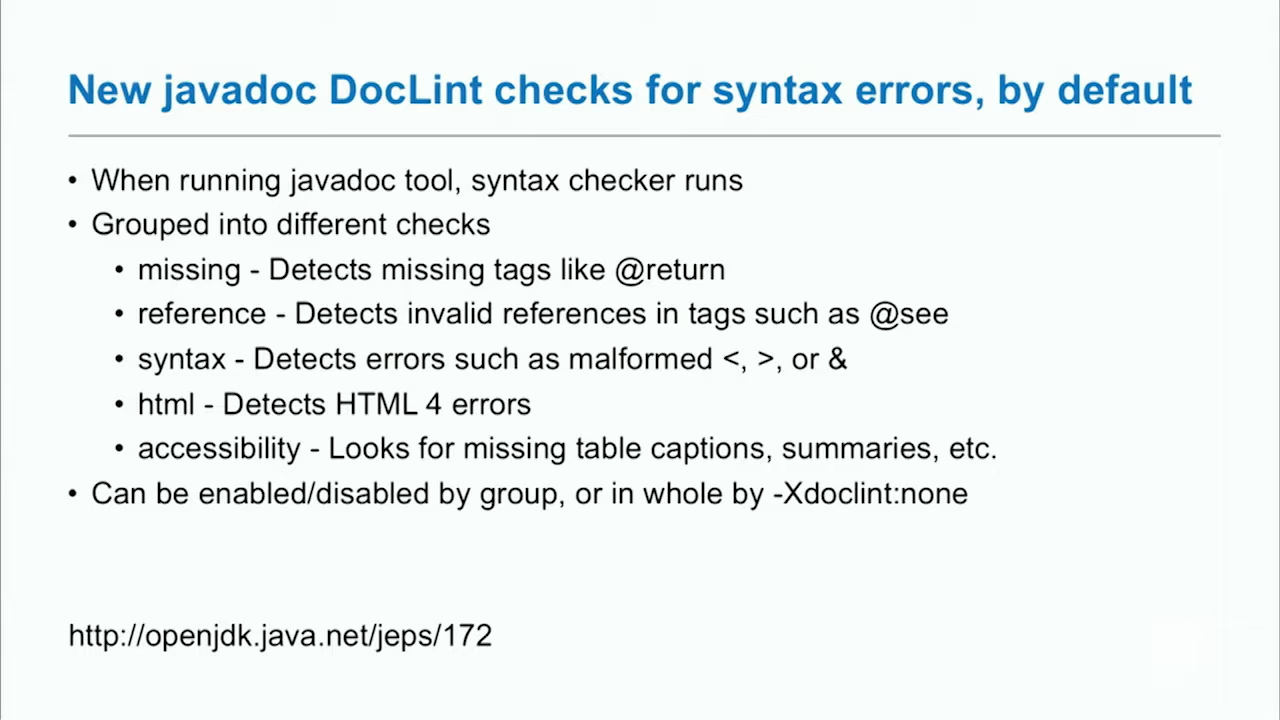 New javadoc DocLint checks for syntax errors, by default
• When running javadoc tool, syntax checker runs
• Grouped into different checks
• missing - Detects missing tags like @return
• reference - Detects invalid references in tags such as @see
• syntax - Detects errors such as malformed <, >, or &
• html - Detects HTML 4 errors
• accessibility - Looks for missing table captions, summaries, etc.
• Can be enabled/disabled by group, or in whole by -Xdoclint:none
http://openjdk.java.net/jeps/172